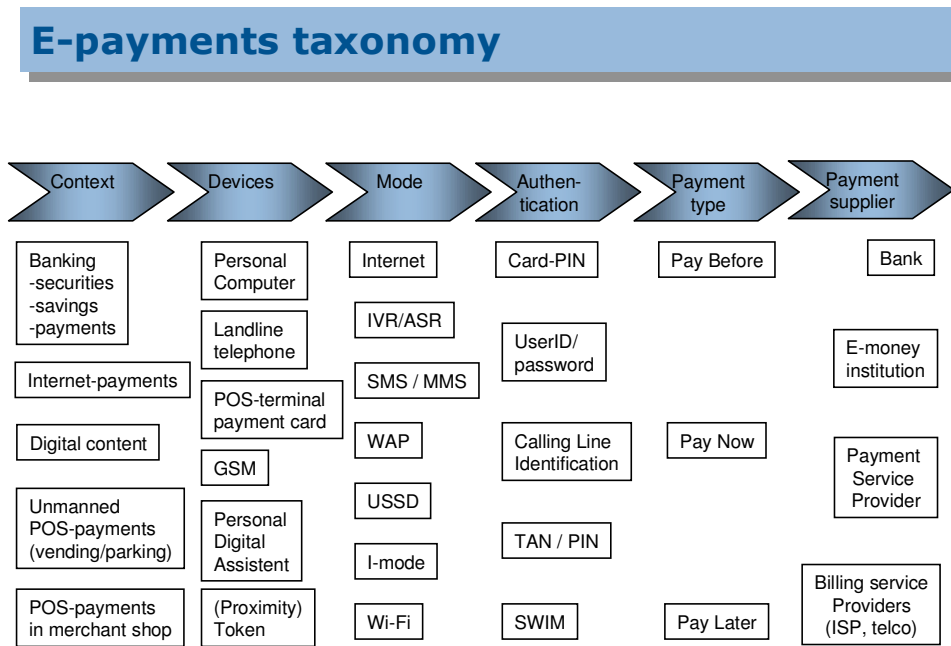 E-payments taxonomy
Context
Devices
Mode
Authen-
tication
Payment
type
Payment
supplier
Banking
-securities
-savings
-payments
Internet-payments
Digital content
Unmanned
POS-payments
(vending/parking)
POS-payments
in merchant shop
Personal
Computer
Landline
telephone
POS-terminal
payment card
GSM
Personal
Digital
Assistent
(Proximity)
Token
Internet
IVR/ASR
SMS / MMS
WAP
USSD
I-mode
Wi-Fi
Card-PIN
UserID/
password
Calling Line
Identification
TAN / PIN
SWIM
Pay Before
Pay Now
Pay Later
Bank
E-money
institution
Payment
Service
Provider
Billing service
Providers
(ISP, telco)